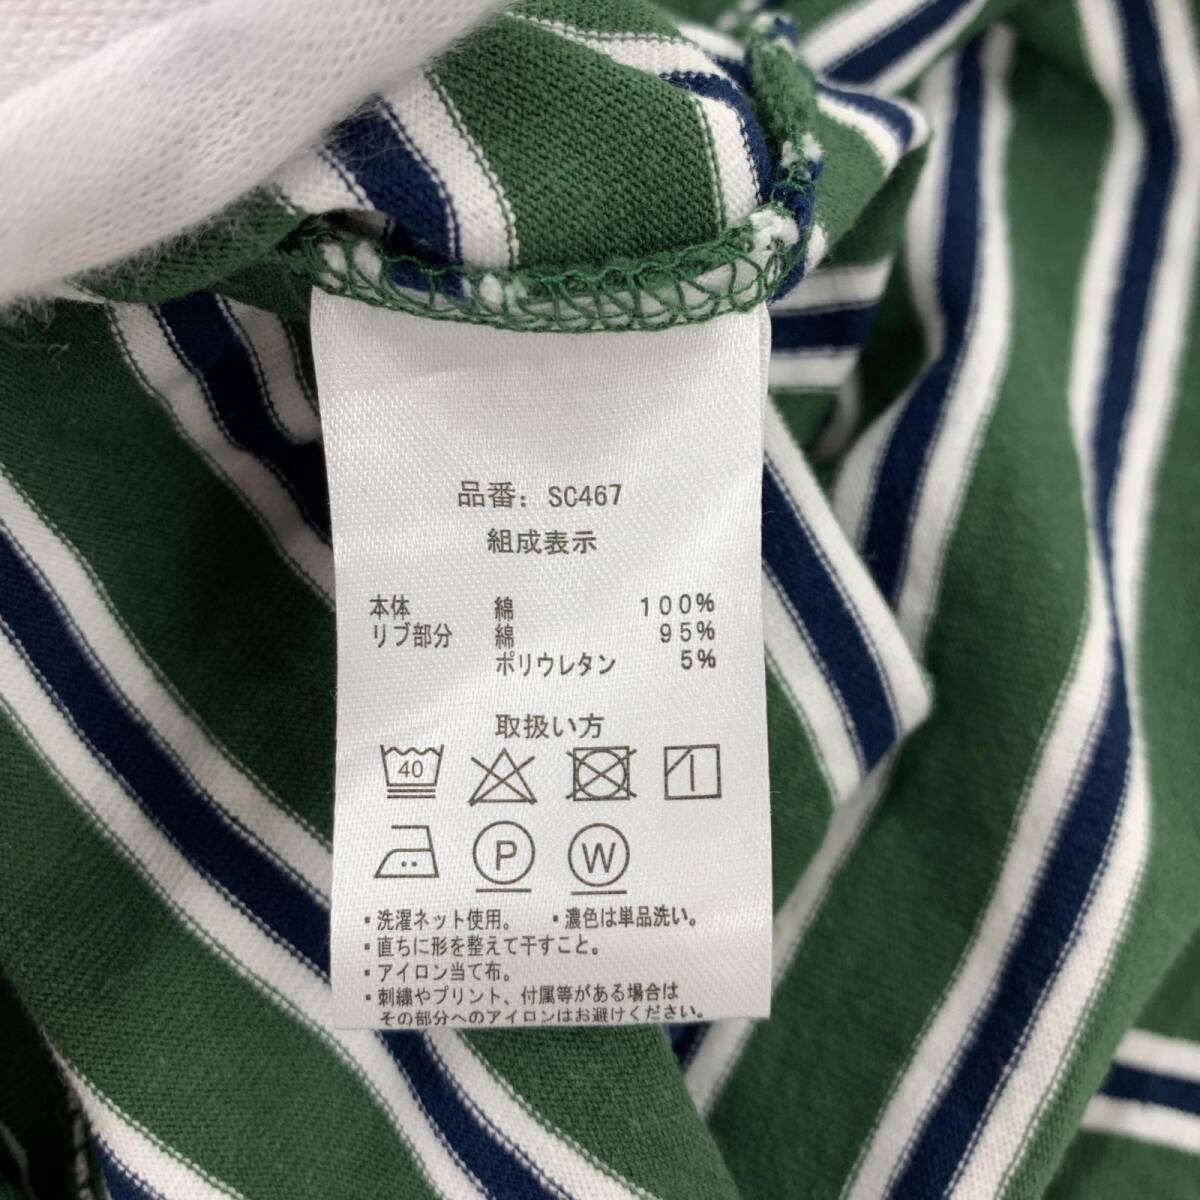 品番: SC467
組成表示
本体 綿 100%
リブ部分 綿 95%
ポリウレタン 5%
取扱い方
40
P W
・洗濯ネット使用。 ・濃色は単品洗い。
・直ちに形を整えて干すこと。
・アイロン当て布。
・刺繍やプリント、付属等がある場合は
その部分へのアイロンはお避けください。